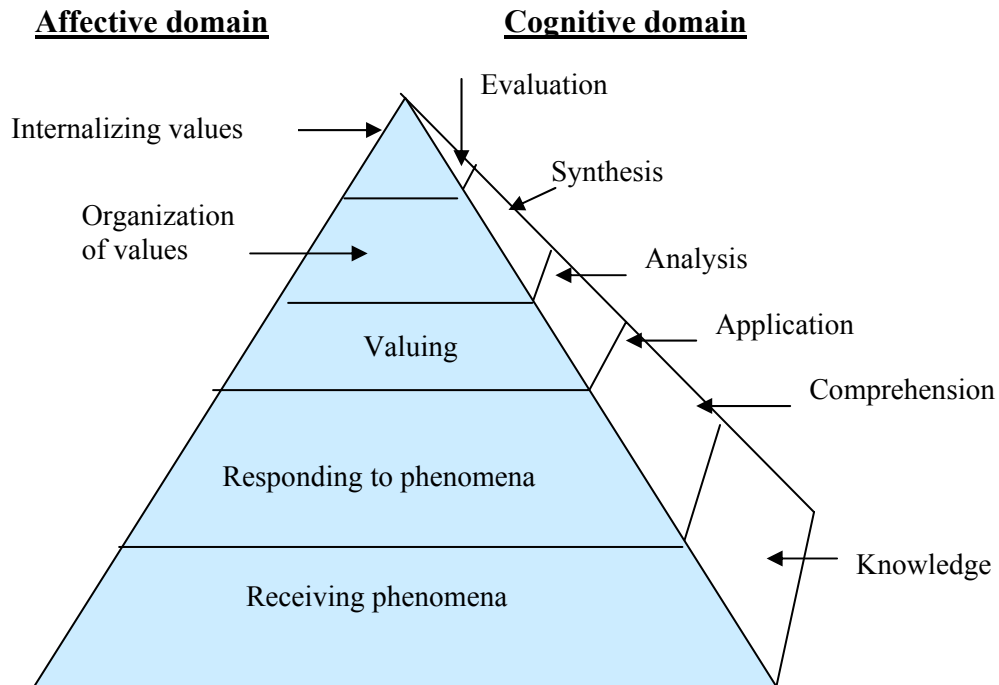 Affective domain
Cognitive domain
Evaluation
Internalizing values
Synthesis
Organization
of values
Analysis
Application
Valuing
Comprehension
Responding to phenomena
Knowledge
Receiving phenomena